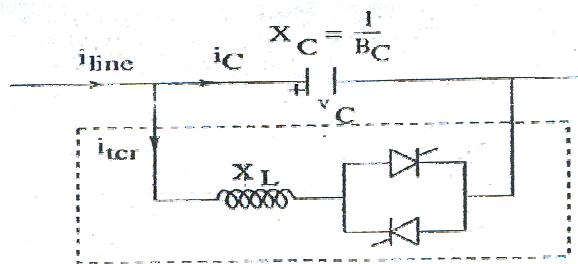 X_C = 1/B_C
i_line
i_C
+
v_C
i_tcr
X_L